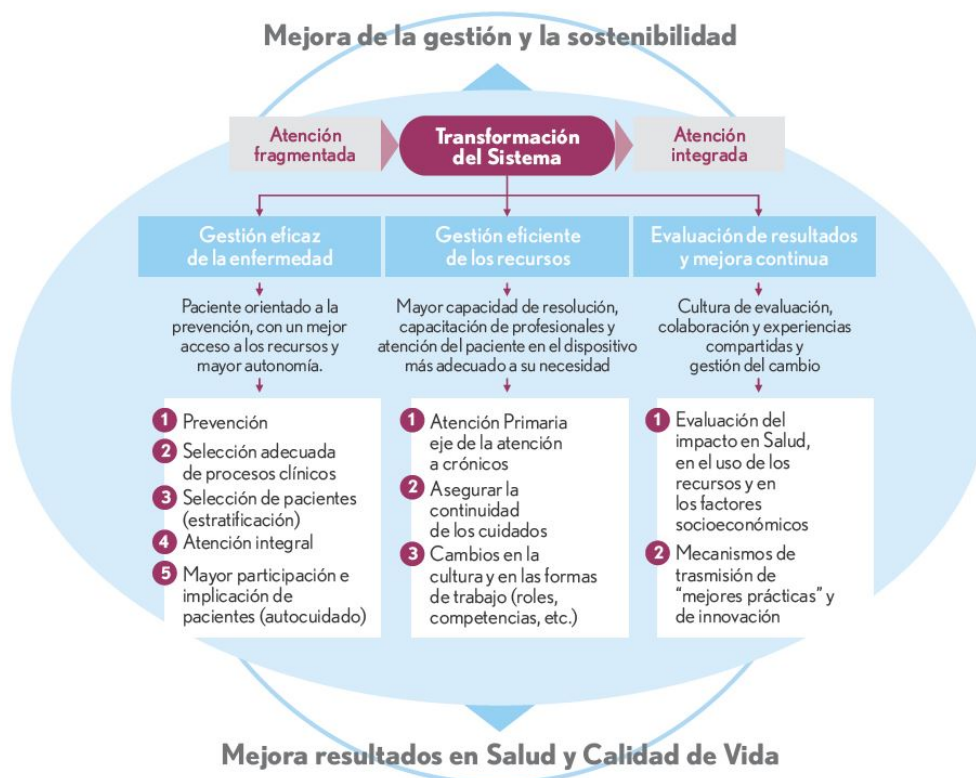 Mejora de la gestión y la sostenibilidad
Atención
fragmentada
Transformación
del Sistema
Atención
integrada
Gestión eficaz
de la enfermedad
Paciente orientado a la
prevención, con un mejor
acceso a los recursos y
mayor autonomía.
1 Prevención
2 Selección adecuada
de procesos clínicos
3 Selección de pacientes
(estratificación)
4 Atención integral
5 Mayor participación e
implicación de
pacientes (autocuidado)
Gestión eficiente
de los recursos
Mayor capacidad de resolución,
capacitación de profesionales y
atención del paciente en el dispositivo
más adecuado a su necesidad
1 Atención Primaria
eje de la atención
a crónicos
2 Asegurar la
continuidad
de los cuidados
3 Cambios en la
cultura y en las formas
de trabajo (roles,
competencias, etc.)
Evaluación de resultados
y mejora continua
Cultura de evaluación,
colaboración y experiencias
compartidas y
gestión del cambio
1 Evaluación del
impacto en Salud,
en el uso de los
recursos y en
los factores
socioeconómicos
2 Mecanismos de
trasmisión de
“mejores prácticas” y
de innovación
Mejora resultados en Salud y Calidad de Vida